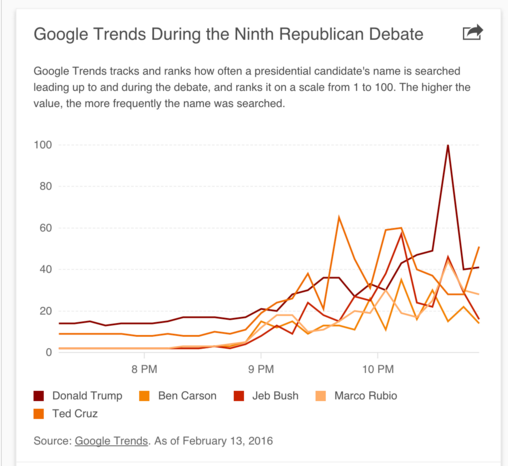 Google Trends During the Ninth Republican Debate
Google Trends tracks and ranks how often a presidential candidate's name is searched
leading up to and during the debate, and ranks it on a scale from 1 to 100. The higher the
value, the more frequently the name was searched.
100
80
60
40
20
0
8 PM 9 PM 10 PM
Donald Trump Ben Carson Jeb Bush Marco Rubio
Ted Cruz
Source: Google Trends. As of February 13, 2016